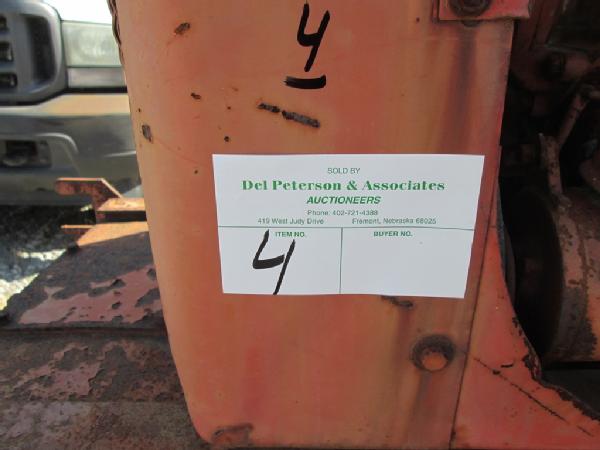 4
SOLD BY
Del Peterson & Associates
AUCTIONEERS
Phone: 402-721-4388
419 West Judy Drive Fremont, Nebraska 68025
ITEM NO. BUYER NO.
4